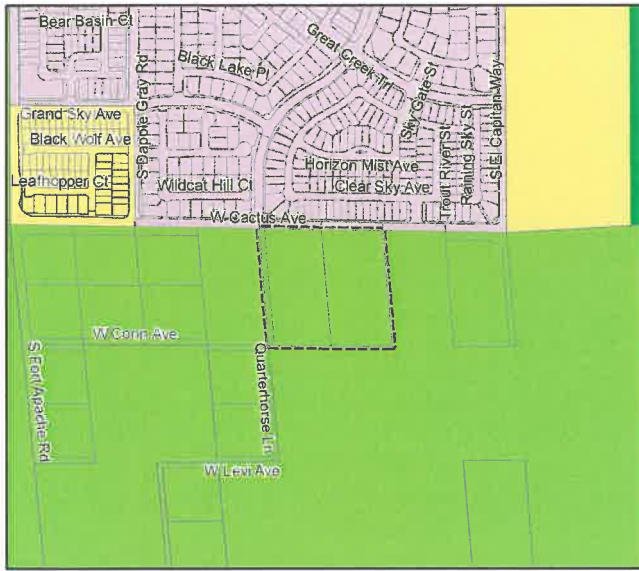 Bear Basin Ct
Great Creek Trl
Black Lake Pl
S Dapple Gray Rd
Sky Gate St
S El Capitan Way
Grand Sky Ave
Black Wolf Ave
Trout River St
Raining Sky St
Horizon Mist Ave
Leafhopper Ct
Wildcat Hill Ct
Clear Sky Ave
W Cactus Ave
W Conn Ave
S Fort Apache Rd
Quarterhorse Ln
W Levi Ave